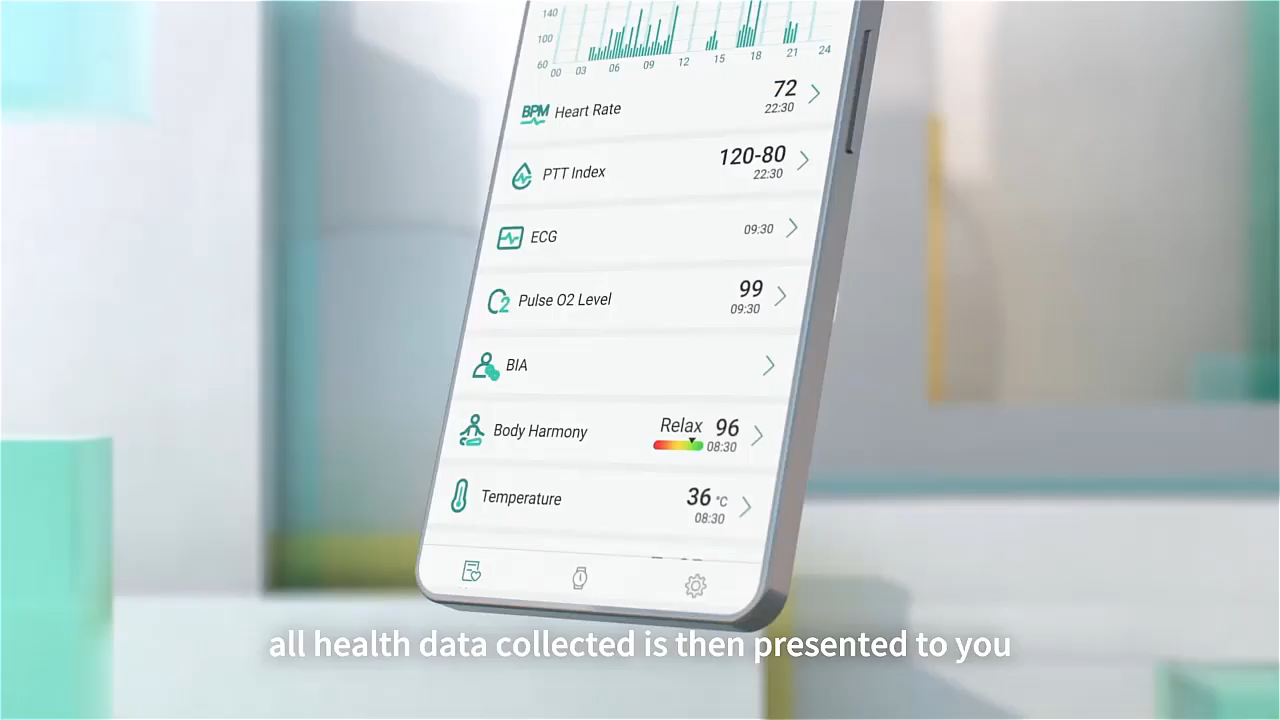 140
100
60
00 03 06 09 12 15 18 21 24
BPM Heart Rate 72
22:30
PTT Index 120-80
22:30
ECG 09:30
O2 Pulse O2 Level 99
09:30
BIA
Body Harmony Relax 96
08:30
Temperature 36 °C
08:30
all health data collected is then presented to you